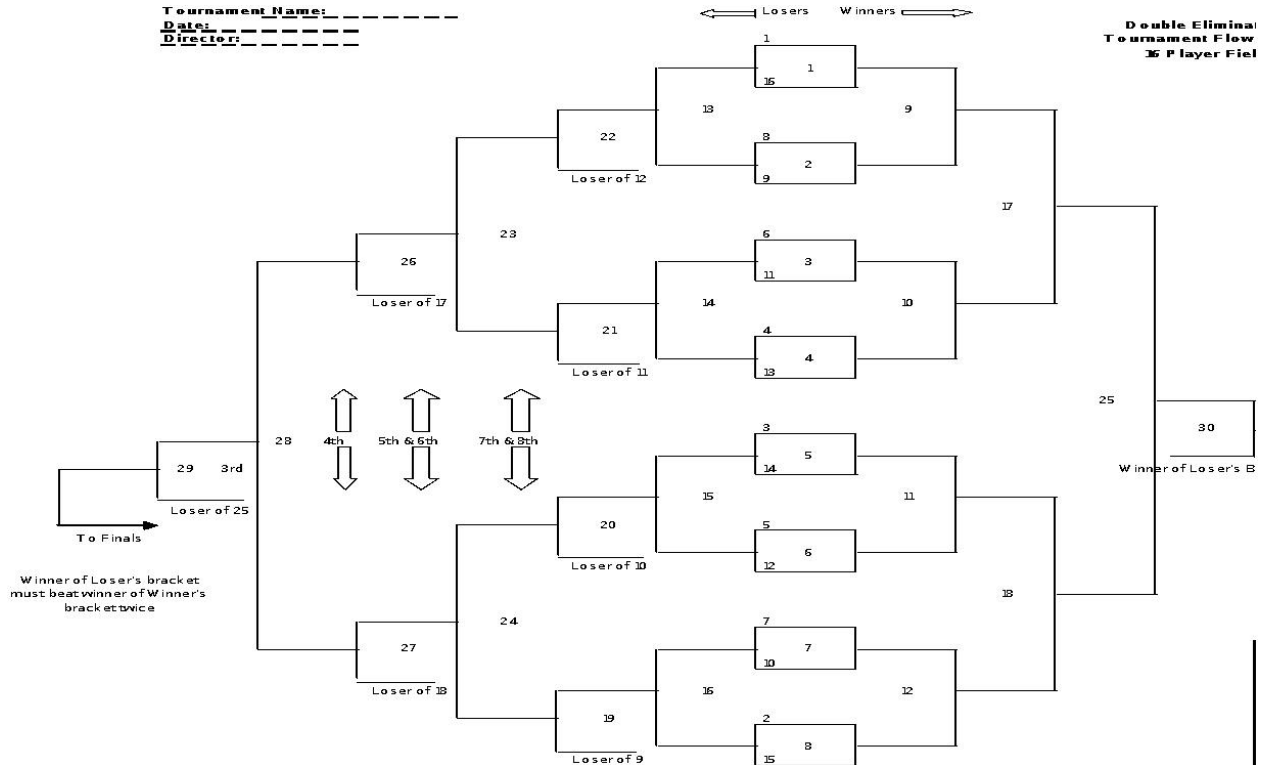 Tournament Name:
Date:
Director:
Losers Winners
Double Elimina
Tournament Flow
16 Player Fiel
1
1
16
13
9
22
8
2
9
Loser of 12
17
23
6
3
11
26
14
10
Loser of 17
21
4
4
13
Loser of 11
25
28
4th
5th & 6th
7th & 8th
3
5
14
30
29 3rd
Winner of Loser's B
Loser of 25
15
11
20
5
6
12
To Finals
Loser of 10
Winner of Loser's bracket
must beat winner of Winner's
bracket twice
18
24
7
7
10
27
Loser of 18
16
12
19
2
8
15
Loser of 9